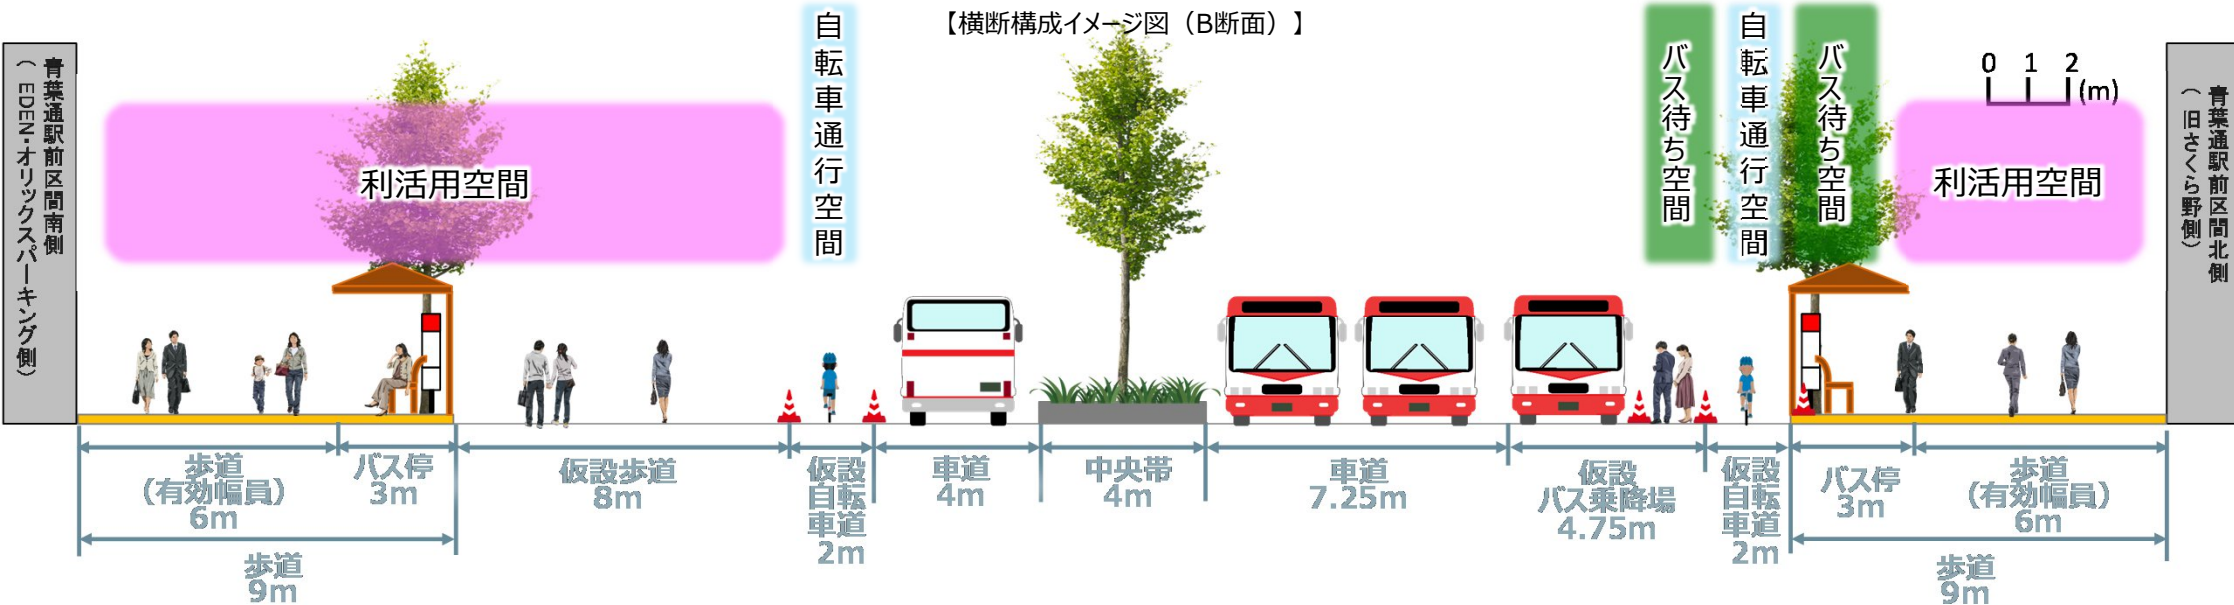 【横断構成イメージ図（B断面）】
青葉通駅前区間南側
（ EDEN・オリックスパーキング側）
利活用空間
自転車通行空間
バス待ち空間
自転車通行空間
バス待ち空間
0 1 2
(m)
利活用空間
青葉通駅前区間北側
（ 旧さくら野側）
歩道
（有効幅員）
6m
バス停
3m
歩道
9m
仮設歩道
8m
仮設
自転
車道
2m
車道
4m
中央帯
4m
車道
7.25m
仮設
バス乗降場
4.75m
仮設
自転
車道
2m
バス停
3m
歩道
（有効幅員）
6m
歩道
9m